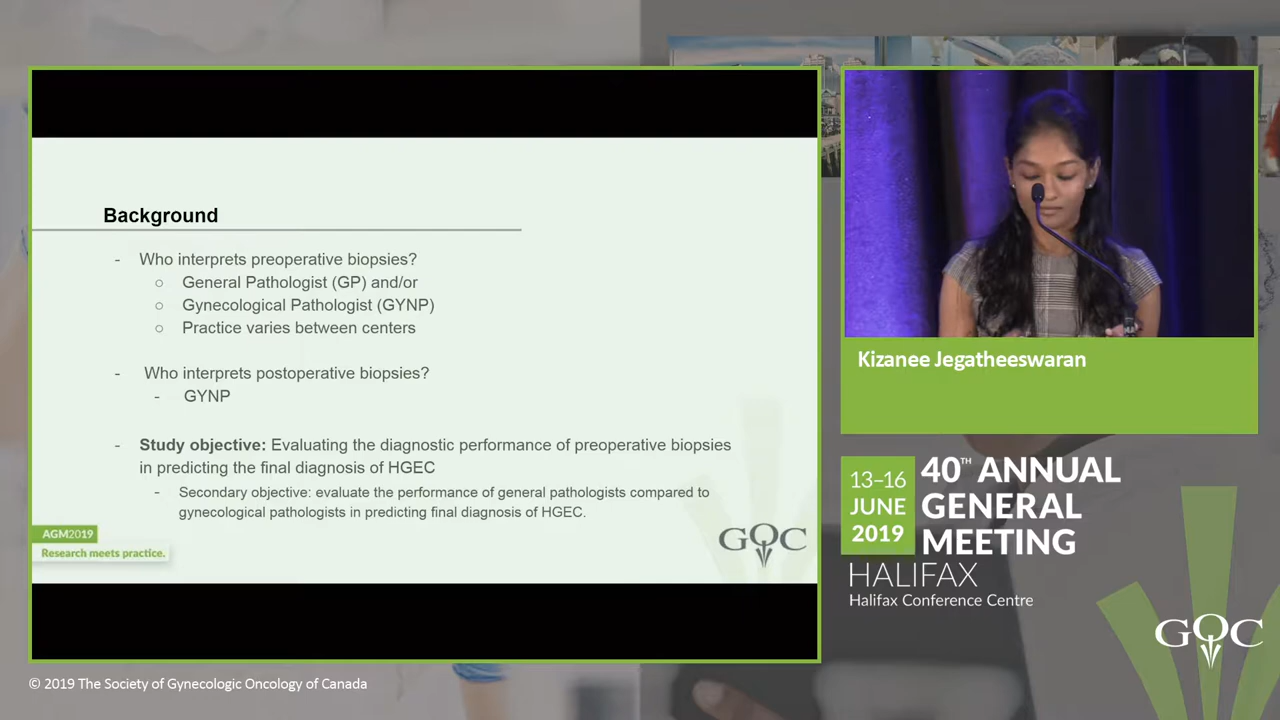 Background
- Who interprets preoperative biopsies?
○ General Pathologist (GP) and/or
○ Gynecological Pathologist (GYNP)
○ Practice varies between centers
- Who interprets postoperative biopsies?
- GYNP
- Study objective: Evaluating the diagnostic performance of preoperative biopsies
in predicting the final diagnosis of HGEC
- Secondary objective: evaluate the performance of general pathologists compared to
gynecological pathologists in predicting final diagnosis of HGEC.
AGM2019
Research meets practice.
GOC
Kizanee Jegatheeswaran
13–16
JUNE
2019
40TH ANNUAL
GENERAL
MEETING
HALIFAX
Halifax Conference Centre
GOC
© 2019 The Society of Gynecologic Oncology of Canada